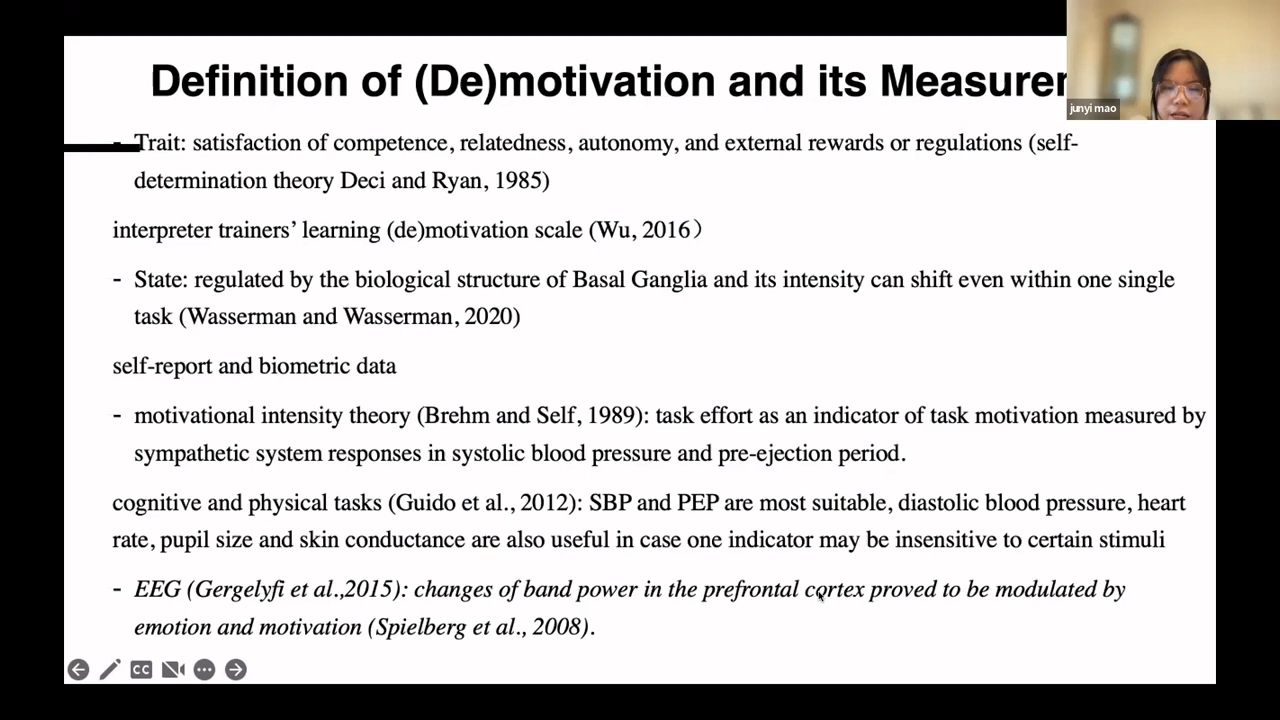 Definition of (De)motivation and its Measurem
junyi mao
- Trait: satisfaction of competence, relatedness, autonomy, and external rewards or regulations (self-
determination theory Deci and Ryan, 1985)
interpreter trainers’ learning (de)motivation scale (Wu, 2016）
- State: regulated by the biological structure of Basal Ganglia and its intensity can shift even within one single
task (Wasserman and Wasserman, 2020)
self-report and biometric data
- motivational intensity theory (Brehm and Self, 1989): task effort as an indicator of task motivation measured by
sympathetic system responses in systolic blood pressure and pre-ejection period.
cognitive and physical tasks (Guido et al., 2012): SBP and PEP are most suitable, diastolic blood pressure, heart
rate, pupil size and skin conductance are also useful in case one indicator may be insensitive to certain stimuli
- EEG (Gergelyfi et al.,2015): changes of band power in the prefrontal cortex proved to be modulated by
emotion and motivation (Spielberg et al., 2008).
CC